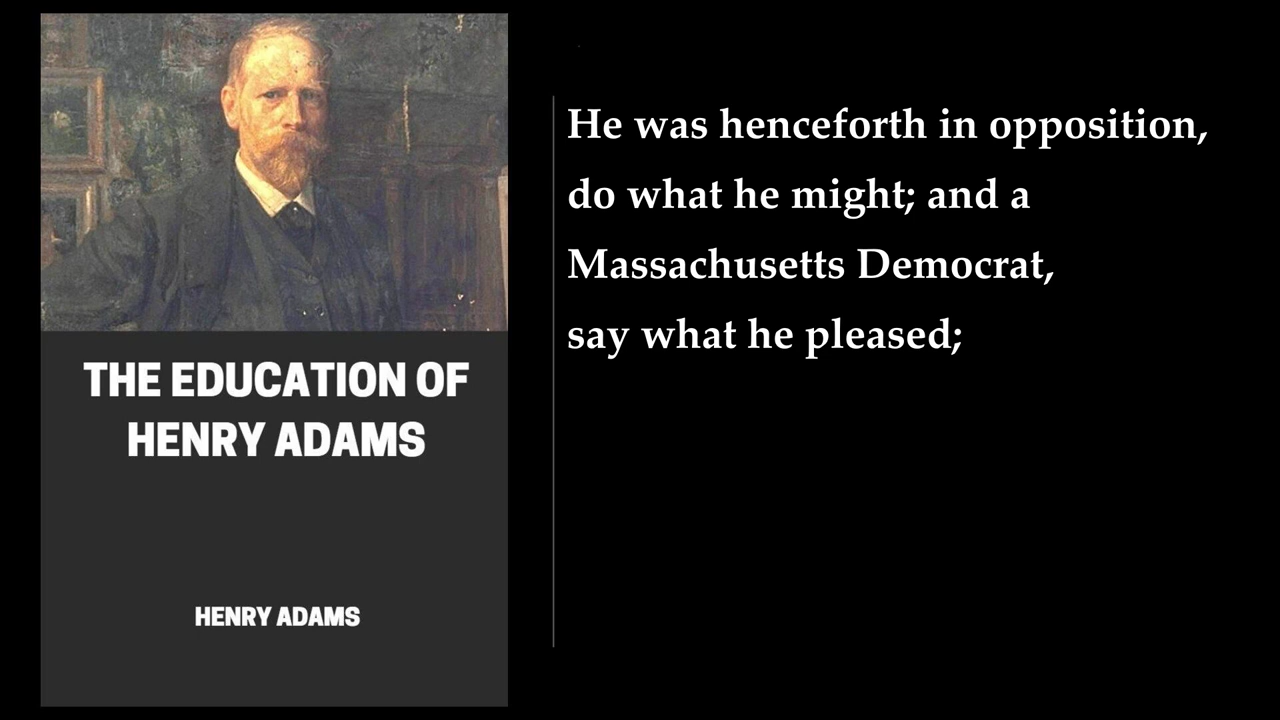 THE EDUCATION OF
HENRY ADAMS
HENRY ADAMS
He was henceforth in opposition,
do what he might; and a
Massachusetts Democrat,
say what he pleased;